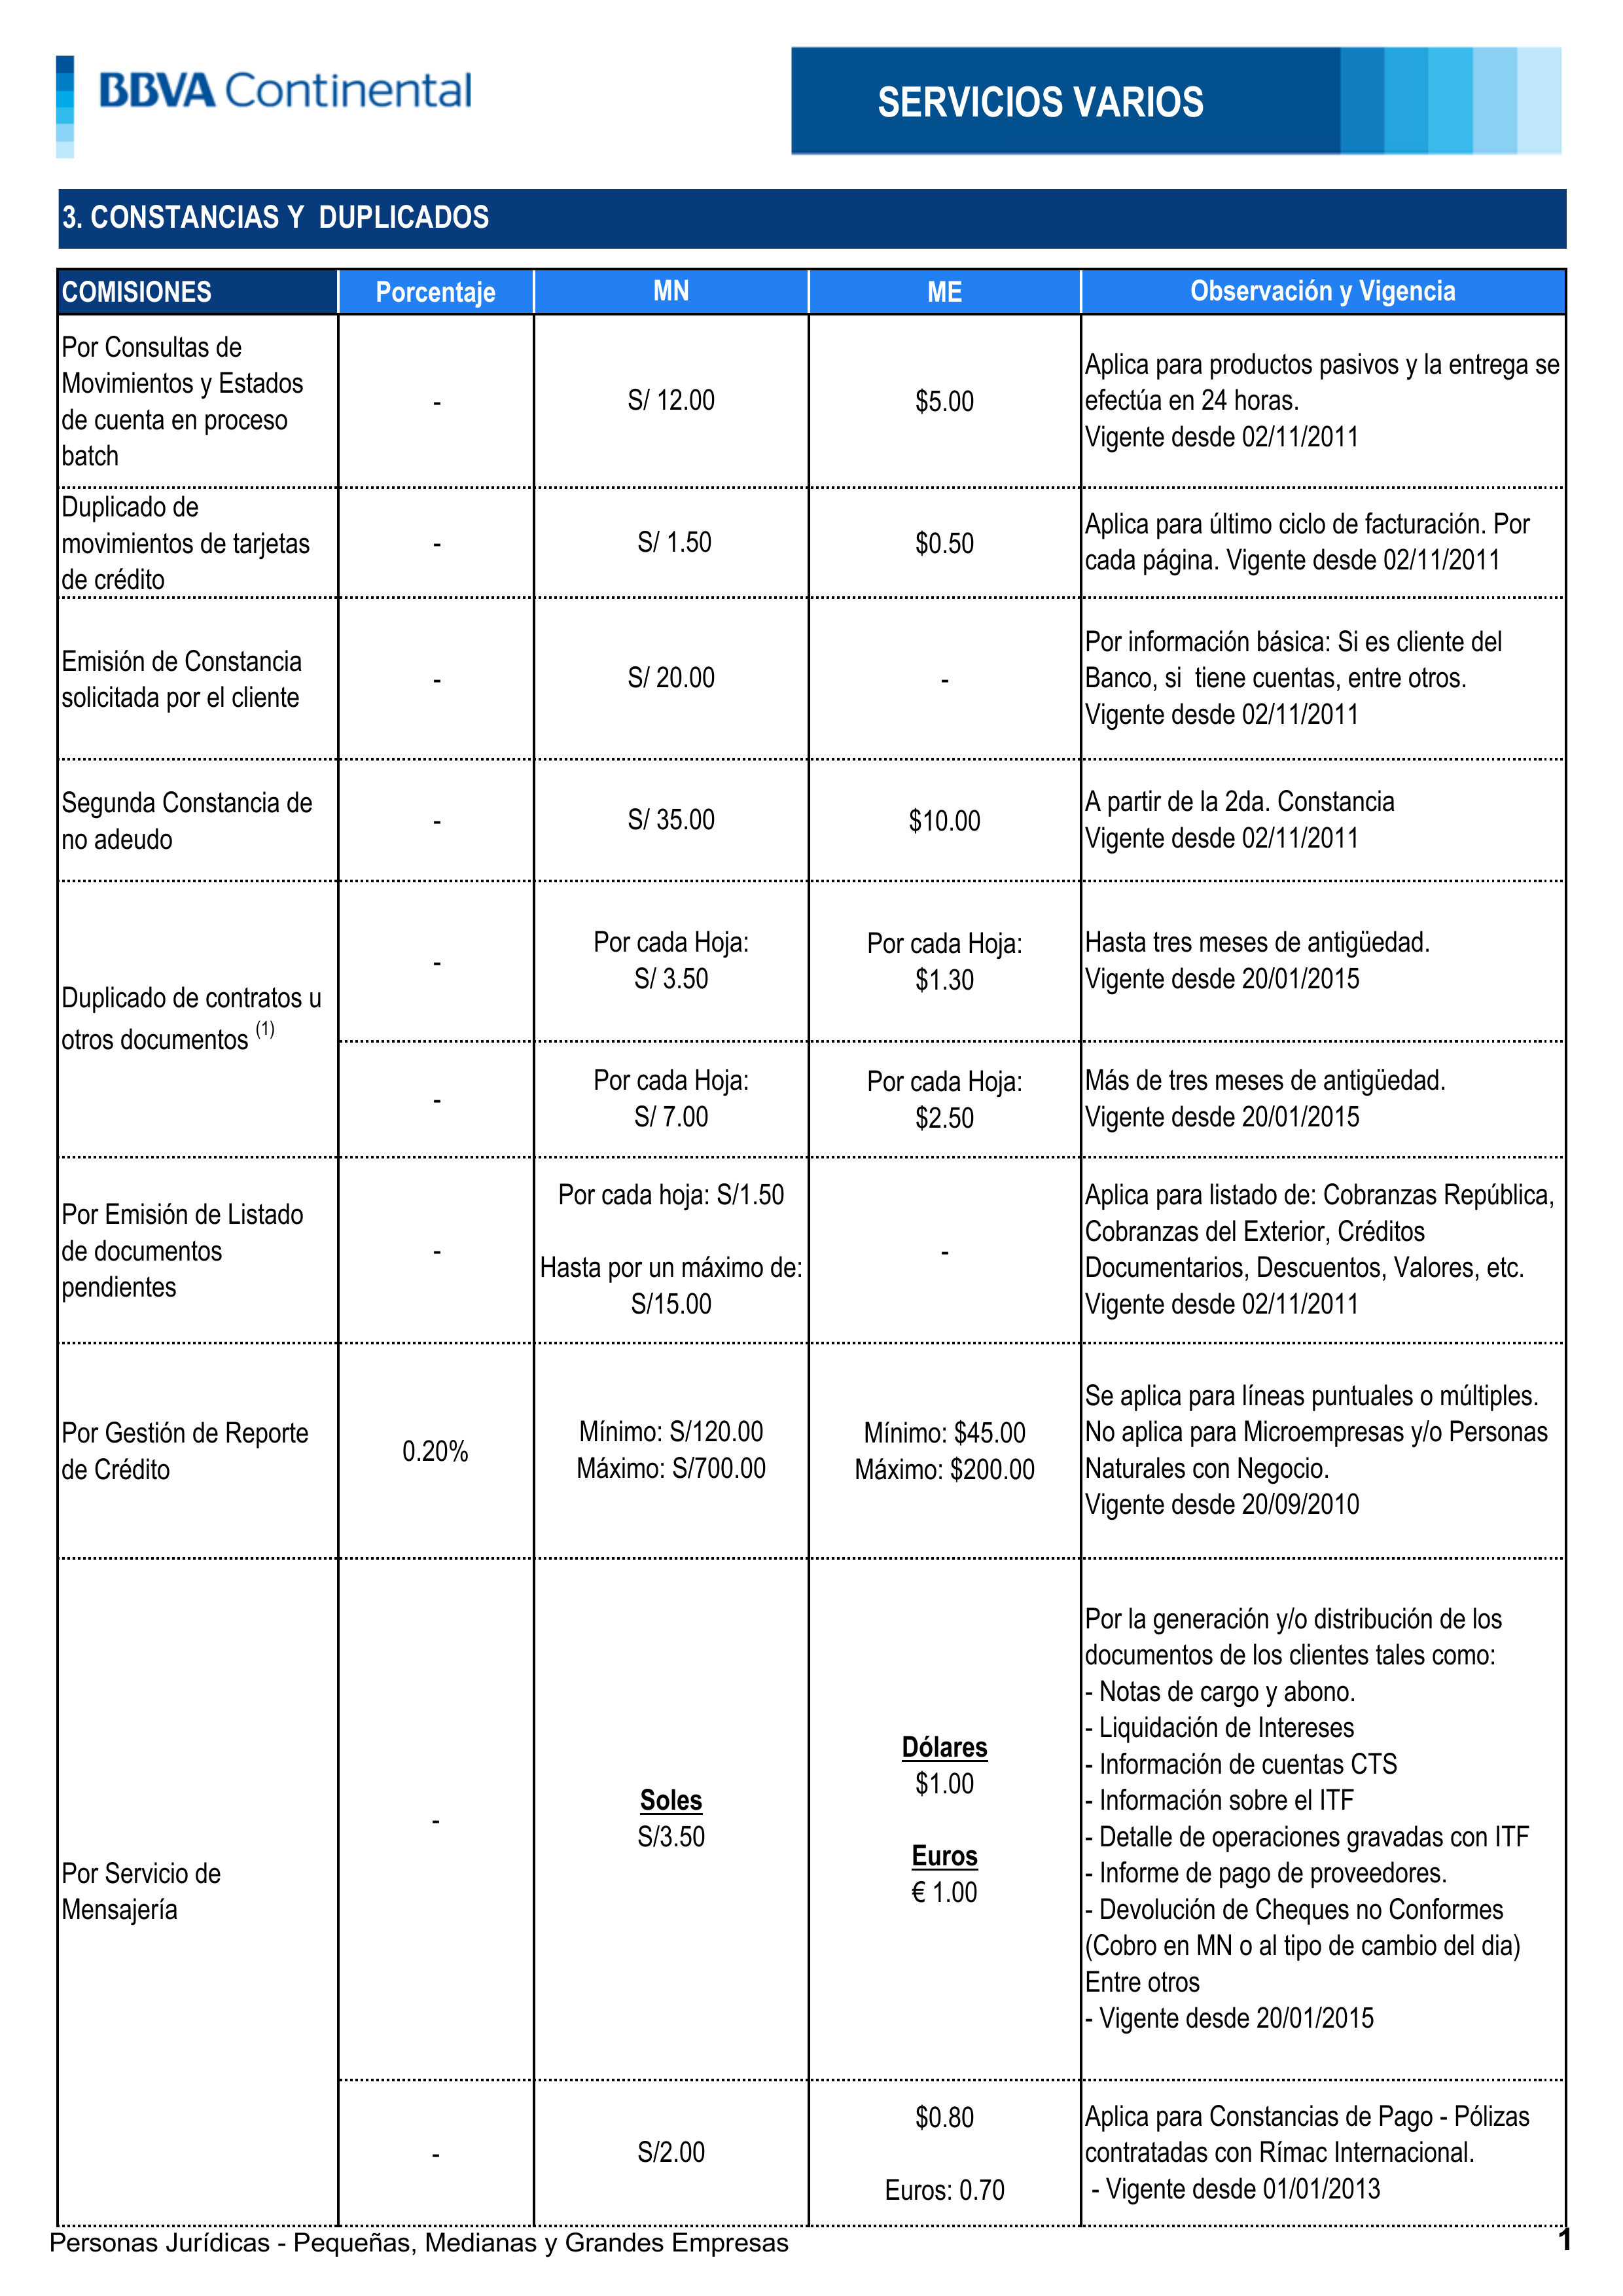 BBVA Continental
SERVICIOS VARIOS
3. CONSTANCIAS Y DUPLICADOS
COMISIONES
Porcentaje
MN
ME
Observación y Vigencia
Por Consultas de
Movimientos y Estados
de cuenta en proceso
batch
-
S/ 12.00
$5.00
Aplica para productos pasivos y la entrega se
efectúa en 24 horas.
Vigente desde 02/11/2011
Duplicado de
movimientos de tarjetas
de crédito
-
S/ 1.50
$0.50
Aplica para último ciclo de facturación. Por
cada página. Vigente desde 02/11/2011
Emisión de Constancia
solicitada por el cliente
-
S/ 20.00
-
Por información básica: Si es cliente del
Banco, si tiene cuentas, entre otros.
Vigente desde 02/11/2011
Segunda Constancia de
no adeudo
-
S/ 35.00
$10.00
A partir de la 2da. Constancia
Vigente desde 02/11/2011
Duplicado de contratos u
otros documentos (1)
-
Por cada Hoja:
S/ 3.50
Por cada Hoja:
$1.30
Hasta tres meses de antigüedad.
Vigente desde 20/01/2015
-
Por cada Hoja:
S/ 7.00
Por cada Hoja:
$2.50
Más de tres meses de antigüedad.
Vigente desde 20/01/2015
Por Emisión de Listado
de documentos
pendientes
-
Por cada hoja: S/1.50
Hasta por un máximo de:
S/15.00
-
Aplica para listado de: Cobranzas República,
Cobranzas del Exterior, Créditos
Documentarios, Descuentos, Valores, etc.
Vigente desde 02/11/2011
Por Gestión de Reporte
de Crédito
0.20%
Mínimo: S/120.00
Máximo: S/700.00
Mínimo: $45.00
Máximo: $200.00
Se aplica para líneas puntuales o múltiples.
No aplica para Microempresas y/o Personas
Naturales con Negocio.
Vigente desde 20/09/2010
Por Servicio de
Mensajería
-
Soles
S/3.50
Dólares
$1.00
Euros
€ 1.00
Por la generación y/o distribución de los
documentos de los clientes tales como:
- Notas de cargo y abono.
- Liquidación de Intereses
- Información de cuentas CTS
- Información sobre el ITF
- Detalle de operaciones gravadas con ITF
- Informe de pago de proveedores.
- Devolución de Cheques no Conformes
(Cobro en MN o al tipo de cambio del dia)
Entre otros
- Vigente desde 20/01/2015
-
S/2.00
$0.80
Euros: 0.70
Aplica para Constancias de Pago - Pólizas
contratadas con Rímac Internacional.
- Vigente desde 01/01/2013
Personas Jurídicas - Pequeñas, Medianas y Grandes Empresas
1